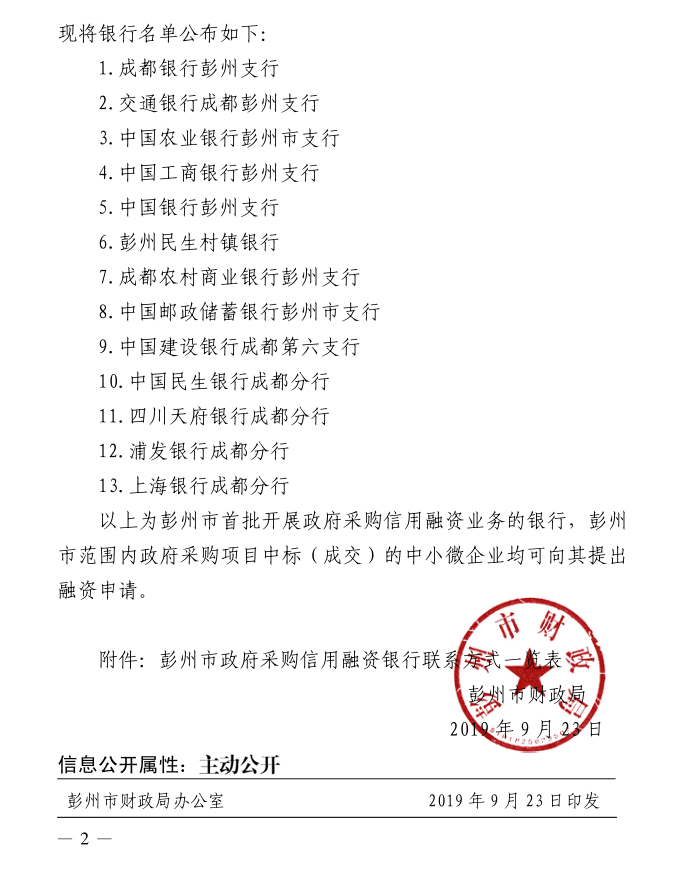 现将银行名单公布如下:
1.成都银行彭州支行
2.交通银行成都彭州支行
3.中国农业银行彭州市支行
4.中国工商银行彭州支行
5.中国银行彭州支行
6.彭州民生村镇银行
7.成都农村商业银行彭州支行
8.中国邮政储蓄银行彭州市支行
9.中国建设银行成都第六支行
10.中国民生银行成都分行
11.四川天府银行成都分行
12.浦发银行成都分行
13.上海银行成都分行
以上为彭州市首批开展政府采购信用融资业务的银行，彭州
市范围内政府采购项目中标（成交）的中小微企业均可向其提出
融资申请。
附件: 彭州市政府采购信用融资银行联系方式一览表
彭州市财政局
彭州市财政局
2019年9月23日
信息公开属性: 主动公开
彭州市财政局办公室 2019年9月23日印发
— 2 —